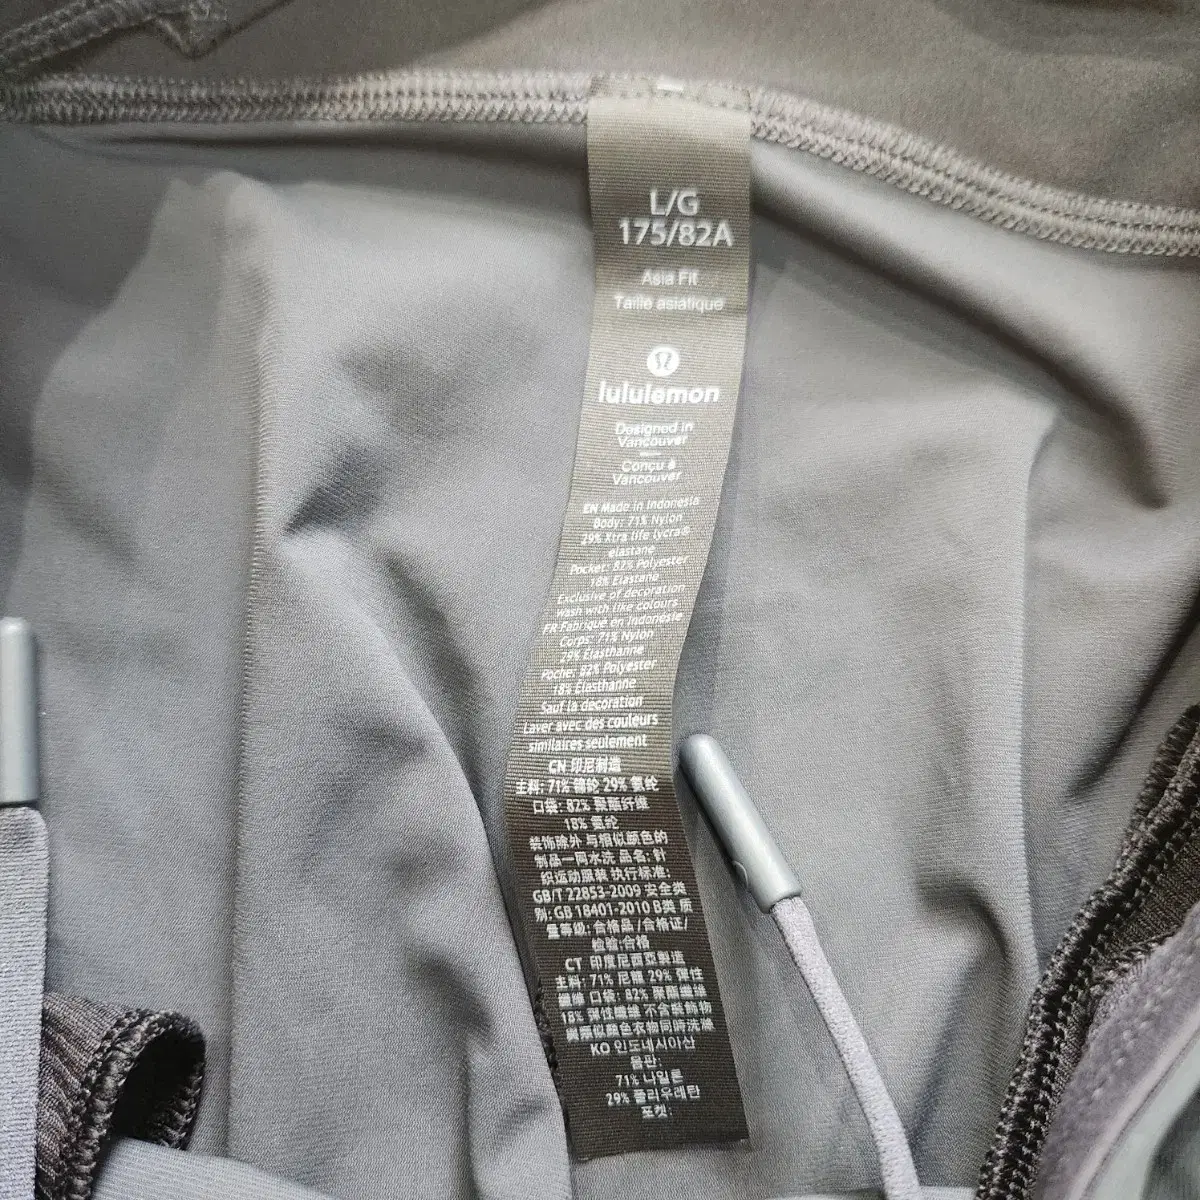 L/G
175/82A
Asia Fit
Taille asiatique
lululemon
Designed in
Vancouver
Conçu à
Vancouver
EN Made in Indonesia
Body: 71% Nylon
29% Xtra life lycra®
elastane
Pocket: 82% Polyester
18% Elastane
Exclusive of decoration
wash with like colours
FR Fabriqué en Indonésie
Corps: 71% Nylon
29% Élasthanne
Poche: 82% Polyester
18% Élasthanne
Sauf la décoration
Laver avec des couleurs
similaires seulement
CN 印尼制造
主料: 71% 锦纶 29% 氨纶
口袋: 82% 聚酯纤维
18% 氨纶
装饰除外 与相似颜色的
制品一同水洗 品名: 针
织运动服装 执行标准:
GB/T 22853-2009 安全类
别: GB 18401-2010 B类 质
量等级: 合格品 /合格证/
检验:合格
CT 印度尼西亞製造
主料: 71% 尼龍 29% 彈性
纖維 口袋: 82% 聚酯纖維
18% 彈性纖維 不含裝飾物
與類似顏色衣物同時洗滌
KO 인도네시아산
몸판:
71% 나일론
29% 폴리우레탄
포켓: